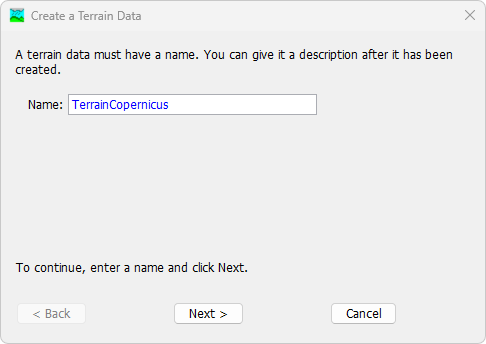 Create a Terrain Data
A terrain data must have a name. You can give it a description after it has been
created.
Name: TerrainCopernicus
To continue, enter a name and click Next.
< Back Next > Cancel